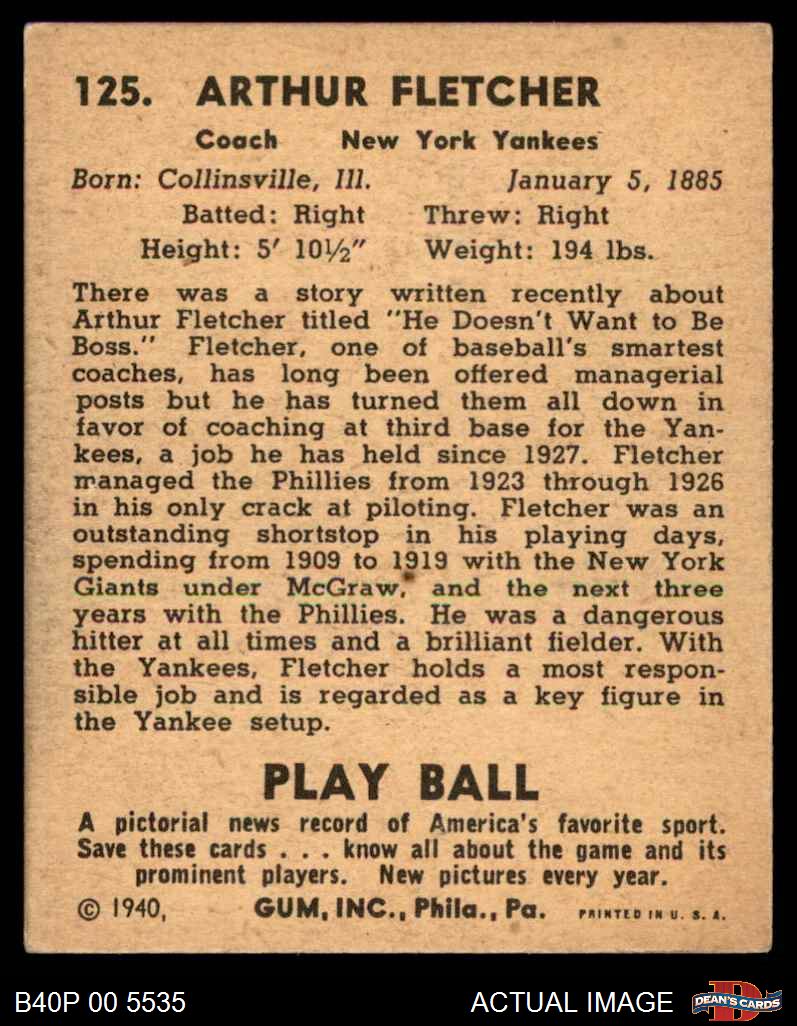 125. ARTHUR FLETCHER
Coach New York Yankees
Born: Collinsville, Ill. January 5, 1885
Batted: Right Threw: Right
Height: 5' 10½" Weight: 194 lbs.
There was a story written recently about
Arthur Fletcher titled "He Doesn't Want to Be
Boss." Fletcher, one of baseball's smartest
coaches, has long been offered managerial
posts but he has turned them all down in
favor of coaching at third base for the Yan-
kees, a job he has held since 1927. Fletcher
managed the Phillies from 1923 through 1926
in his only crack at piloting. Fletcher was an
outstanding shortstop in his playing days,
spending from 1909 to 1919 with the New York
Giants under McGraw, and the next three
years with the Phillies. He was a dangerous
hitter at all times and a brilliant fielder. With
the Yankees, Fletcher holds a most respon-
sible job and is regarded as a key figure in
the Yankee setup.
PLAY BALL
A pictorial news record of America's favorite sport.
Save these cards . . . know all about the game and its
prominent players. New pictures every year.
© 1940, GUM, INC., Phila., Pa. PRINTED IN U. S. A.
B40P 00 5535 ACTUAL IMAGE DEAN'S CARDS